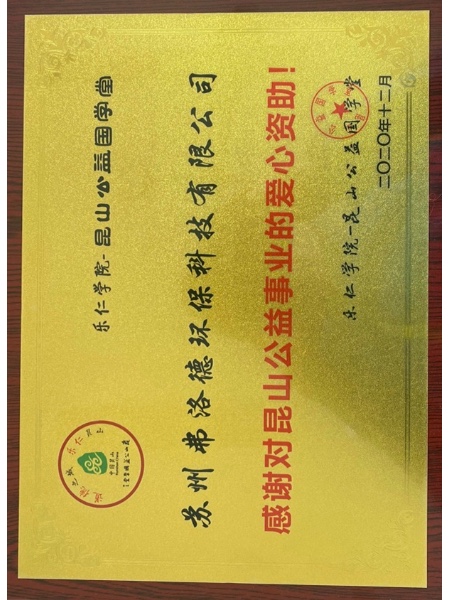 乐仁学院-昆山公益国学堂
苏州弗洛德环保科技有限公司
感谢对昆山公益事业的爱心资助！
乐仁学院-昆山公益国学堂
二〇二〇年十二月